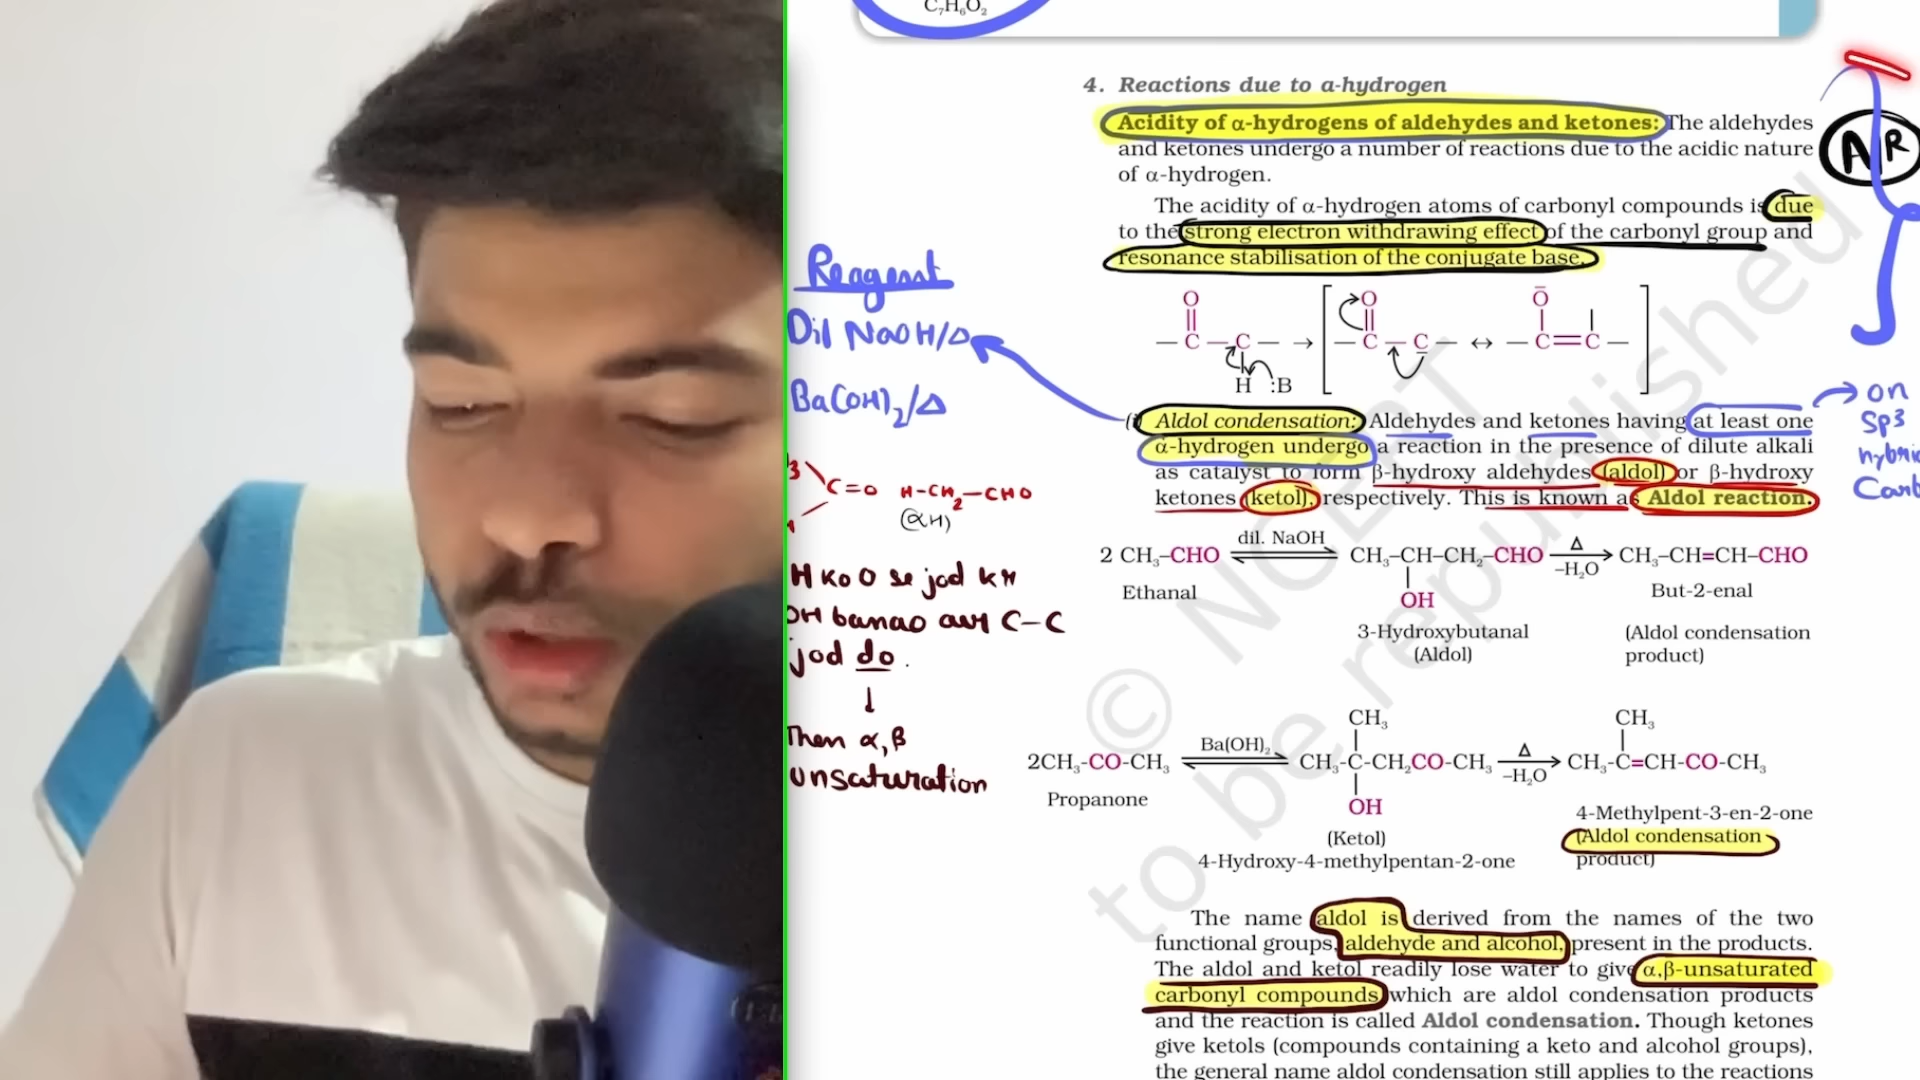 C₇H₆O₂
4. Reactions due to α-hydrogen
Acidity of α-hydrogens of aldehydes and ketones: The aldehydes
and ketones undergo a number of reactions due to the acidic nature
of α-hydrogen.
AR
The acidity of α-hydrogen atoms of carbonyl compounds is due
to the strong electron withdrawing effect of the carbonyl group and
resonance stabilisation of the conjugate base.
O O Ō
— C — C — → — C — C — ↔ — C = C —
H :B
Reagent
Dil NaOH/Δ
Ba(OH)₂/Δ
(i) Aldol condensation: Aldehydes and ketones having at least one
α-hydrogen undergo a reaction in the presence of dilute alkali
as catalyst to form β-hydroxy aldehydes (aldol) or β-hydroxy
ketones (ketol), respectively. This is known as Aldol reaction.
on
Sp³
C=O H-CH₂-CHO
(αH)
H ko O se jod kr
OH banao aur C-C
jod do.
↓
Then α,β
unsaturation
2 CH₃-CHO ⇌ dil. NaOH CH₃-CH-CH₂-CHO Δ → -H₂O CH₃-CH=CH-CHO
OH
Ethanal
But-2-enal
3-Hydroxybutanal
(Aldol)
(Aldol condensation
product)
CH₃ CH₃
2CH₃-CO-CH₃ ⇌ Ba(OH)₂ CH₃-C-CH₂CO-CH₃ Δ → -H₂O CH₃-C=CH-CO-CH₃
OH
Propanone
(Ketol)
4-Hydroxy-4-methylpentan-2-one
4-Methylpent-3-en-2-one
(Aldol condensation
product)
The name aldol is derived from the names of the two
functional groups, aldehyde and alcohol, present in the products.
The aldol and ketol readily lose water to give α,β-unsaturated
carbonyl compounds which are aldol condensation products
and the reaction is called Aldol condensation. Though ketones
give ketols (compounds containing a keto and alcohol groups),
the general name aldol condensation still applies to the reactions
© NCERT
to be republished